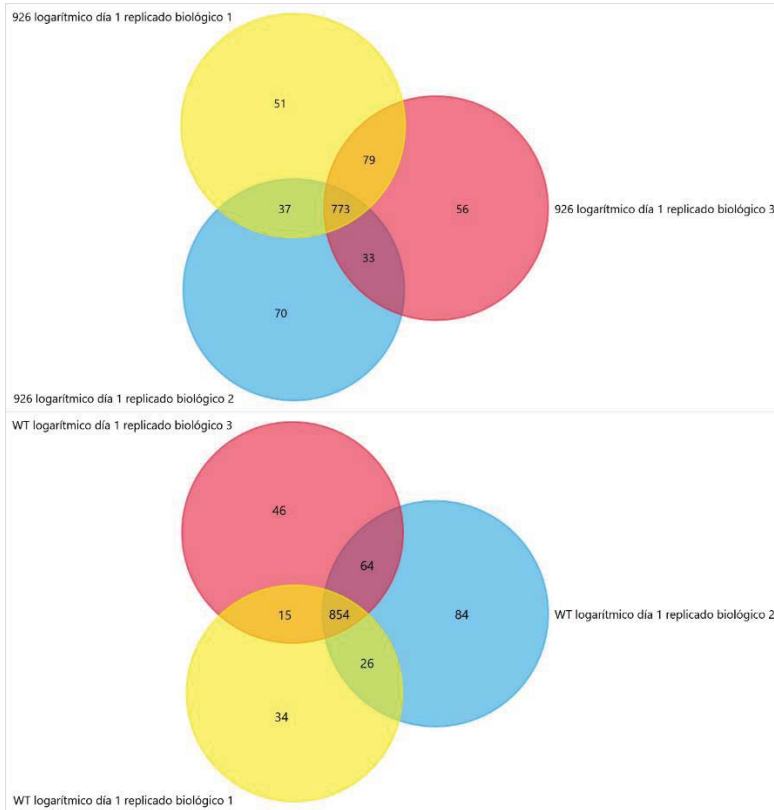 926 logarítmico día 1 replicado biológico 1
51
79
37
773
56
926 logarítmico día 1 replicado biológico 3
33
70
926 logarítmico día 1 replicado biológico 2
WT logarítmico día 1 replicado biológico 3
46
64
15
854
84
WT logarítmico día 1 replicado biológico 2
26
34
WT logarítmico día 1 replicado biológico 1